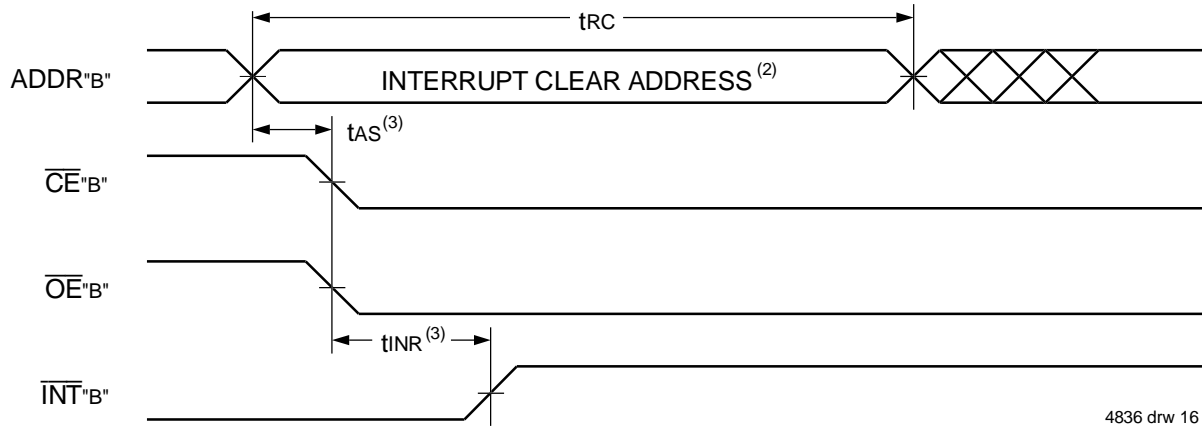 tRC
ADDR"B"
INTERRUPT CLEAR ADDRESS(2)
tAS(3)
CE"B"
OE"B"
tINR(3)
INT"B"
4836 drw 16